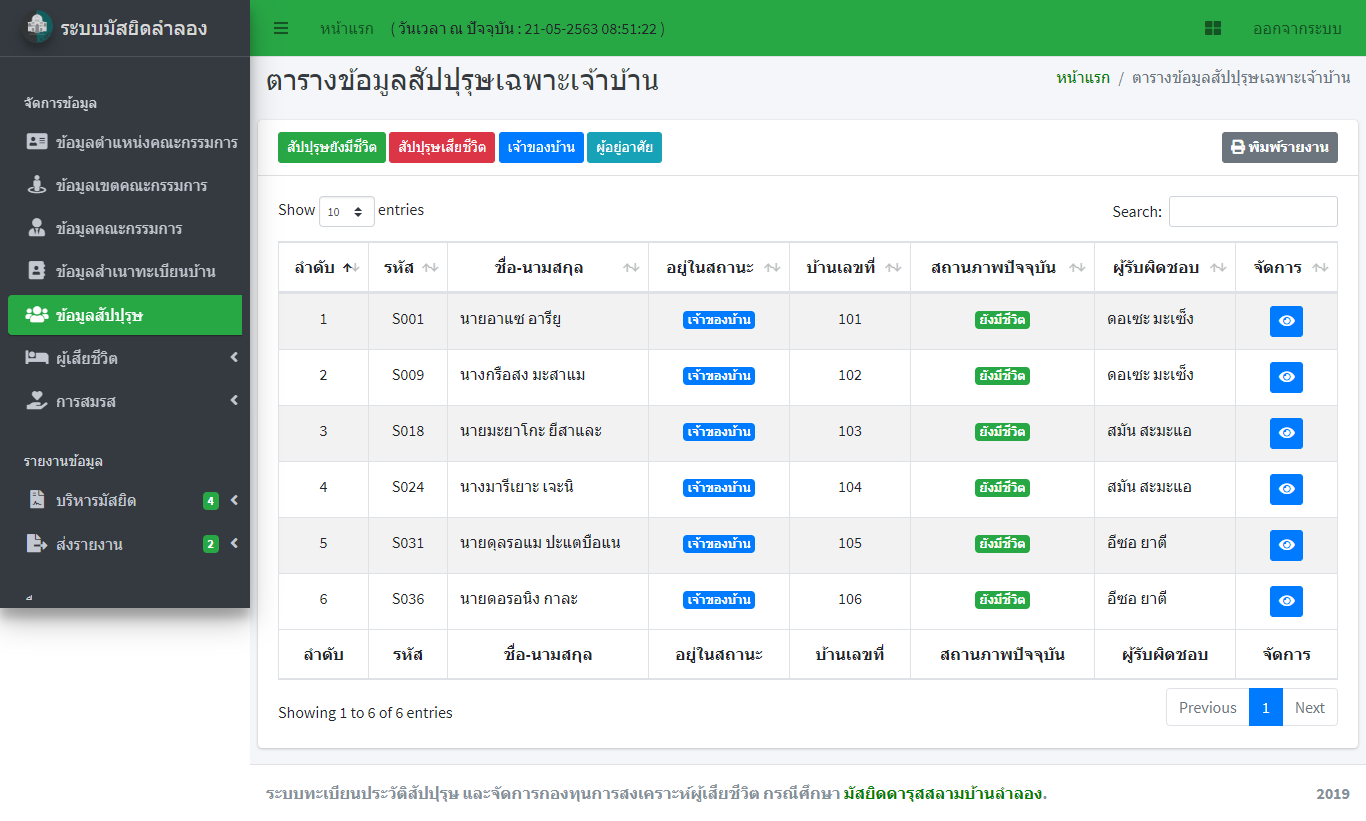 ระบบมัสยิดลำลอง
หน้าแรก ( วันเวลา ณ ปัจจุบัน : 21-05-2563 08:51:22 )
ออกจากระบบ
จัดการข้อมูล
ข้อมูลตำแหน่งคณะกรรมการ
ข้อมูลเขตคณะกรรมการ
ข้อมูลคณะกรรมการ
ข้อมูลสำเนาทะเบียนบ้าน
ข้อมูลสัปปุรุษ
ผู้เสียชีวิต
การสมรส
รายงานข้อมูล
บริหารมัสยิด 4
ส่งรายงาน 2
ตารางข้อมูลสัปปุรุษเฉพาะเจ้าบ้าน
หน้าแรก / ตารางข้อมูลสัปปุรุษเฉพาะเจ้าบ้าน
สัปปุรุษยังมีชีวิต สัปปุรุษเสียชีวิต เจ้าของบ้าน ผู้อยู่อาศัย พิมพ์รายงาน
Show 10 entries Search:
ลำดับ รหัส ชื่อ-นามสกุล อยู่ในสถานะ บ้านเลขที่ สถานภาพปัจจุบัน ผู้รับผิดชอบ จัดการ
1 S001 นายอาแซ อารียู เจ้าของบ้าน 101 ยังมีชีวิต ดอเซะ มะเซ็ง
2 S009 นางกรือสง มะสาแม เจ้าของบ้าน 102 ยังมีชีวิต ดอเซะ มะเซ็ง
3 S018 นายมะยาโกะ ยีสาและ เจ้าของบ้าน 103 ยังมีชีวิต สมัน สะมะแอ
4 S024 นางมารีเยาะ เจะนิ เจ้าของบ้าน 104 ยังมีชีวิต สมัน สะมะแอ
5 S031 นายดุลรอแม ปะแตบือแน เจ้าของบ้าน 105 ยังมีชีวิต อีซอ ยาตี
6 S036 นายดอรอนิง กาละ เจ้าของบ้าน 106 ยังมีชีวิต อีซอ ยาตี
ลำดับ รหัส ชื่อ-นามสกุล อยู่ในสถานะ บ้านเลขที่ สถานภาพปัจจุบัน ผู้รับผิดชอบ จัดการ
Showing 1 to 6 of 6 entries
Previous 1 Next
ระบบทะเบียนประวัติสัปปุรุษ และจัดการกองทุนการสงเคราะห์ผู้เสียชีวิต กรณีศึกษา มัสยิดดารุสสลามบ้านลำลอง. 2019